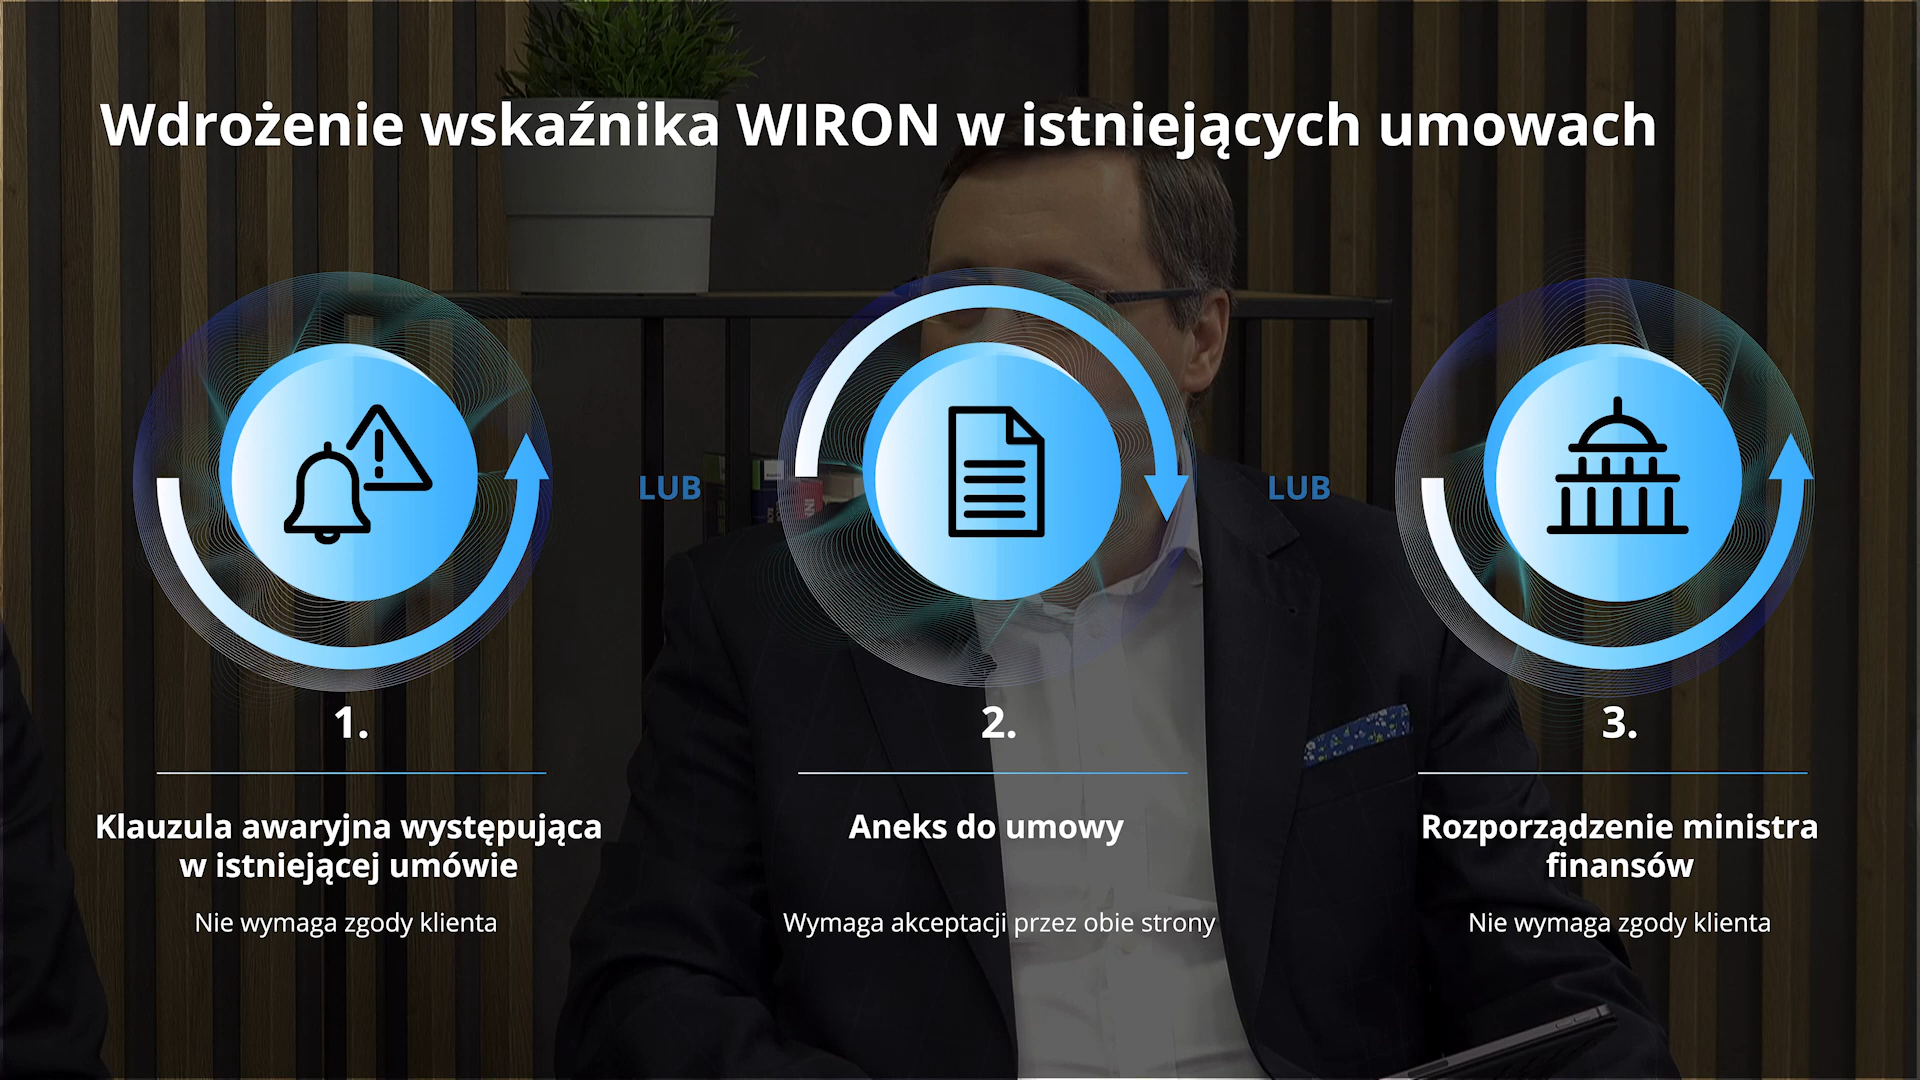 Wdrożenie wskaźnika WIRON w istniejących umowach
LUB
LUB
1.
Klauzula awaryjna występująca
w istniejącej umówie
Nie wymaga zgody klienta
2.
Aneks do umowy
Wymaga akceptacji przez obie strony
3.
Rozporządzenie ministra
finansów
Nie wymaga zgody klienta